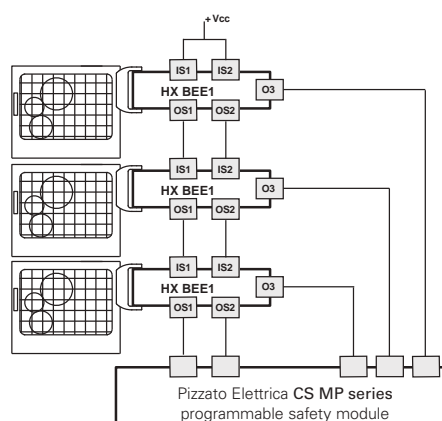 + Vcc
IS1 IS2
HX BEE1 O3
OS1 OS2
IS1 IS2
HX BEE1 O3
OS1 OS2
IS1 IS2
HX BEE1 O3
OS1 OS2
Pizzato Elettrica CS MP series
programmable safety module